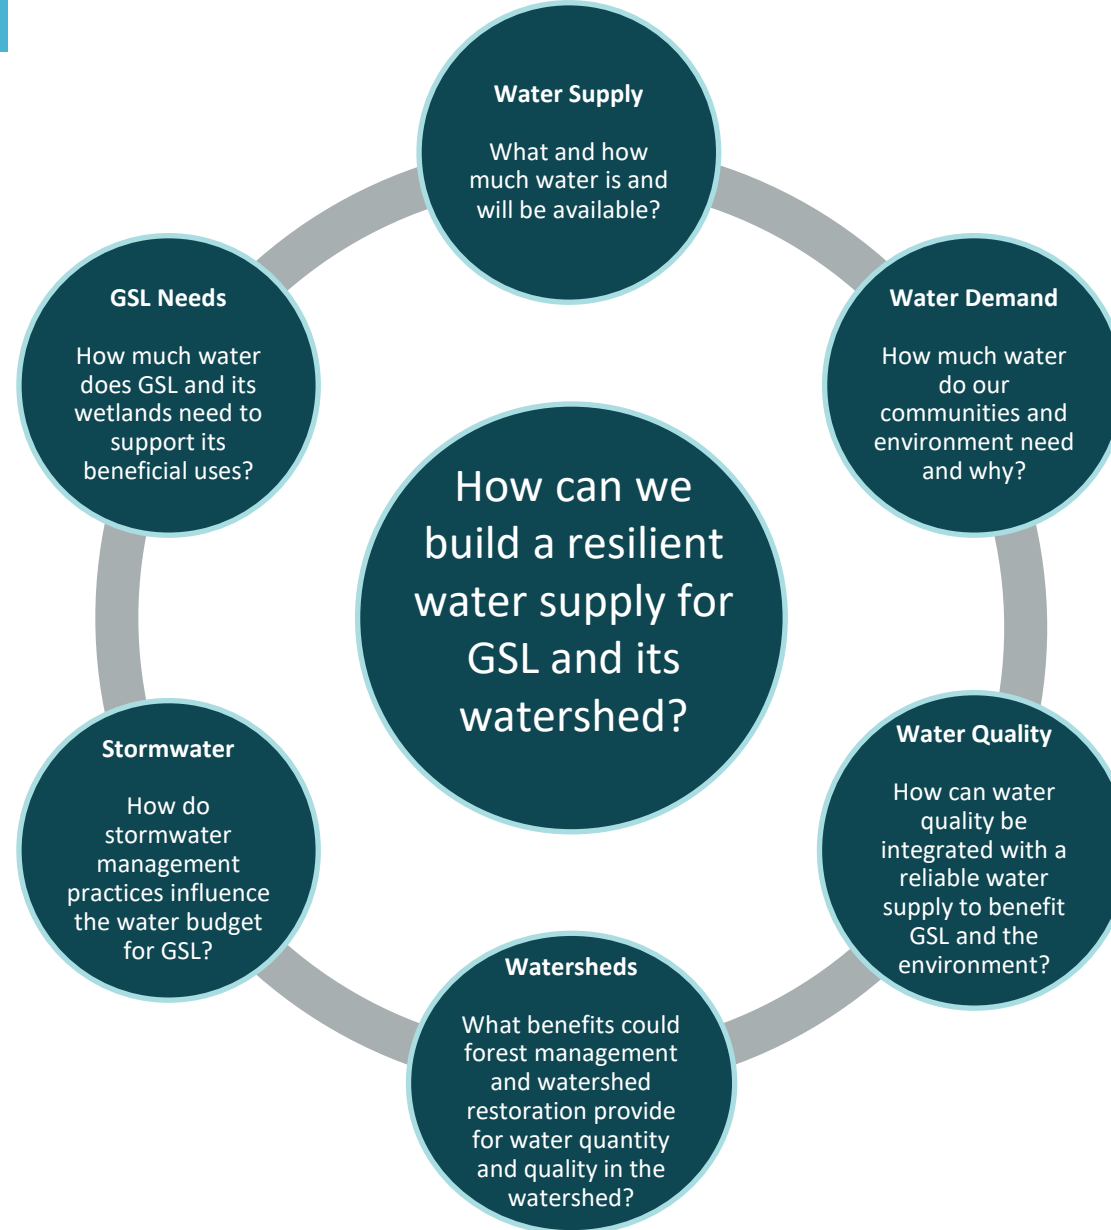 Water Supply
What and how
much water is and
will be available?
Water Demand
How much water
do our
communities and
environment need
and why?
Water Quality
How can water
quality be
integrated with a
reliable water
supply to benefit
GSL and the
environment?
Watersheds
What benefits could
forest management
and watershed
restoration provide
for water quantity
and quality in the
watershed?
Stormwater
How do
stormwater
management
practices influence
the water budget
for GSL?
GSL Needs
How much water
does GSL and its
wetlands need to
support its
beneficial uses?
How can we
build a resilient
water supply for
GSL and its
watershed?